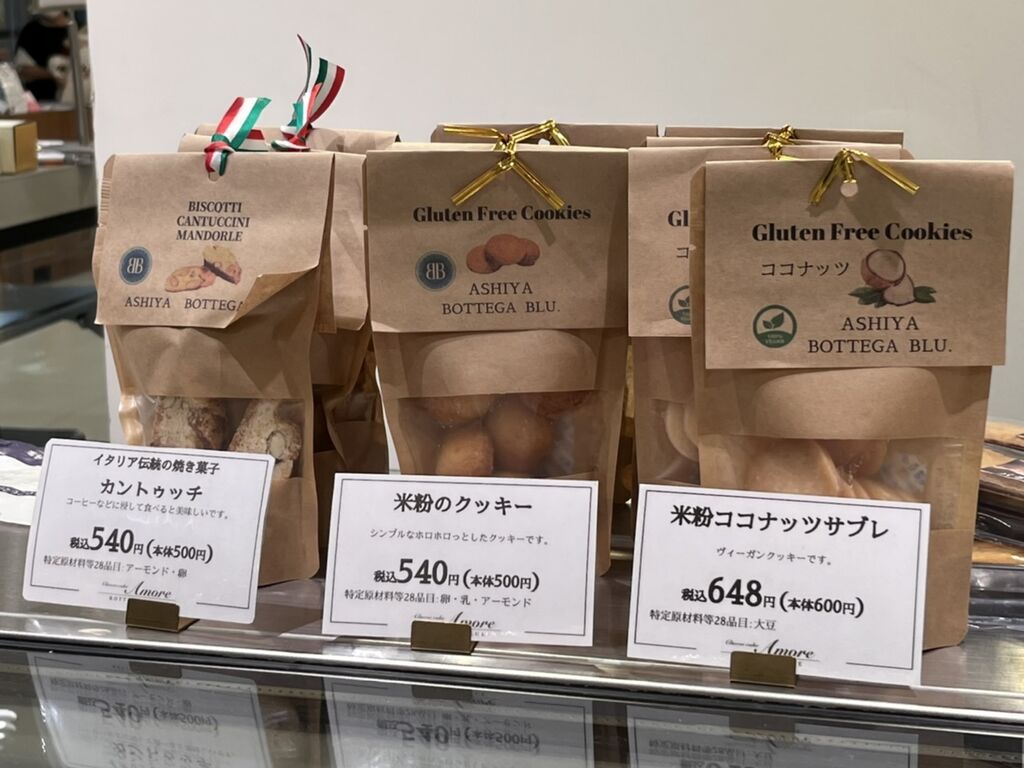 BISCOTTI
CANTUCCINI
MANDORLE
BB
ASHIYA BOTTEGA
Gluten Free Cookies
BB
ASHIYA
BOTTEGA BLU.
Gl
コ
Gluten Free Cookies
ココナッツ
100%
VEGAN
ASHIYA
BOTTEGA BLU.
イタリア伝統の焼き菓子
カントゥッチ
コーヒーなどに浸して食べると美味しいです。
税込540円(本体500円)
特定原材料等28品目: アーモンド・卵
Amore
米粉のクッキー
シンプルなホロホロっとしたクッキーです。
税込540円(本体500円)
特定原材料等28品目: 卵・乳・アーモンド
Amore
米粉ココナッツサブレ
ヴィーガンクッキーです。
税込648円(本体600円)
特定原材料等28品目: 大豆
Amore